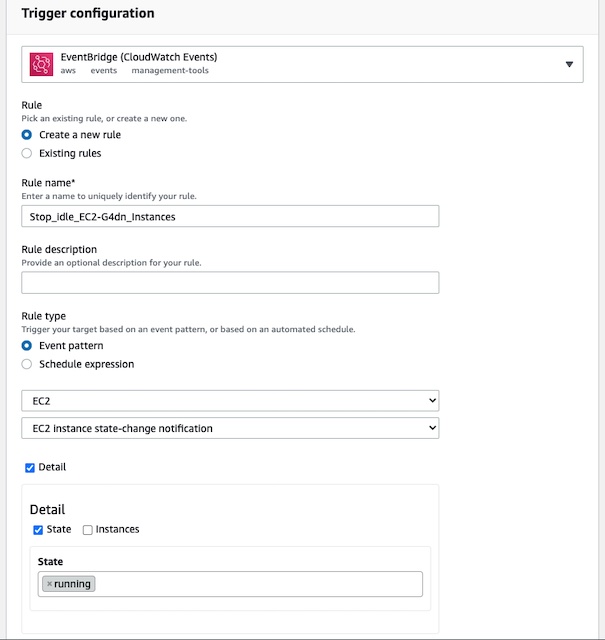 Trigger configuration
EventBridge (CloudWatch Events)
aws events management-tools
Rule
Pick an existing rule, or create a new one.
Create a new rule
Existing rules
Rule name*
Enter a name to uniquely identify your rule.
Stop_idle_EC2-G4dn_Instances
Rule description
Provide an optional description for your rule.
Rule type
Trigger your target based on an event pattern, or based on an automated schedule.
Event pattern
Schedule expression
EC2
EC2 instance state-change notification
Detail
Detail
State Instances
State
× running